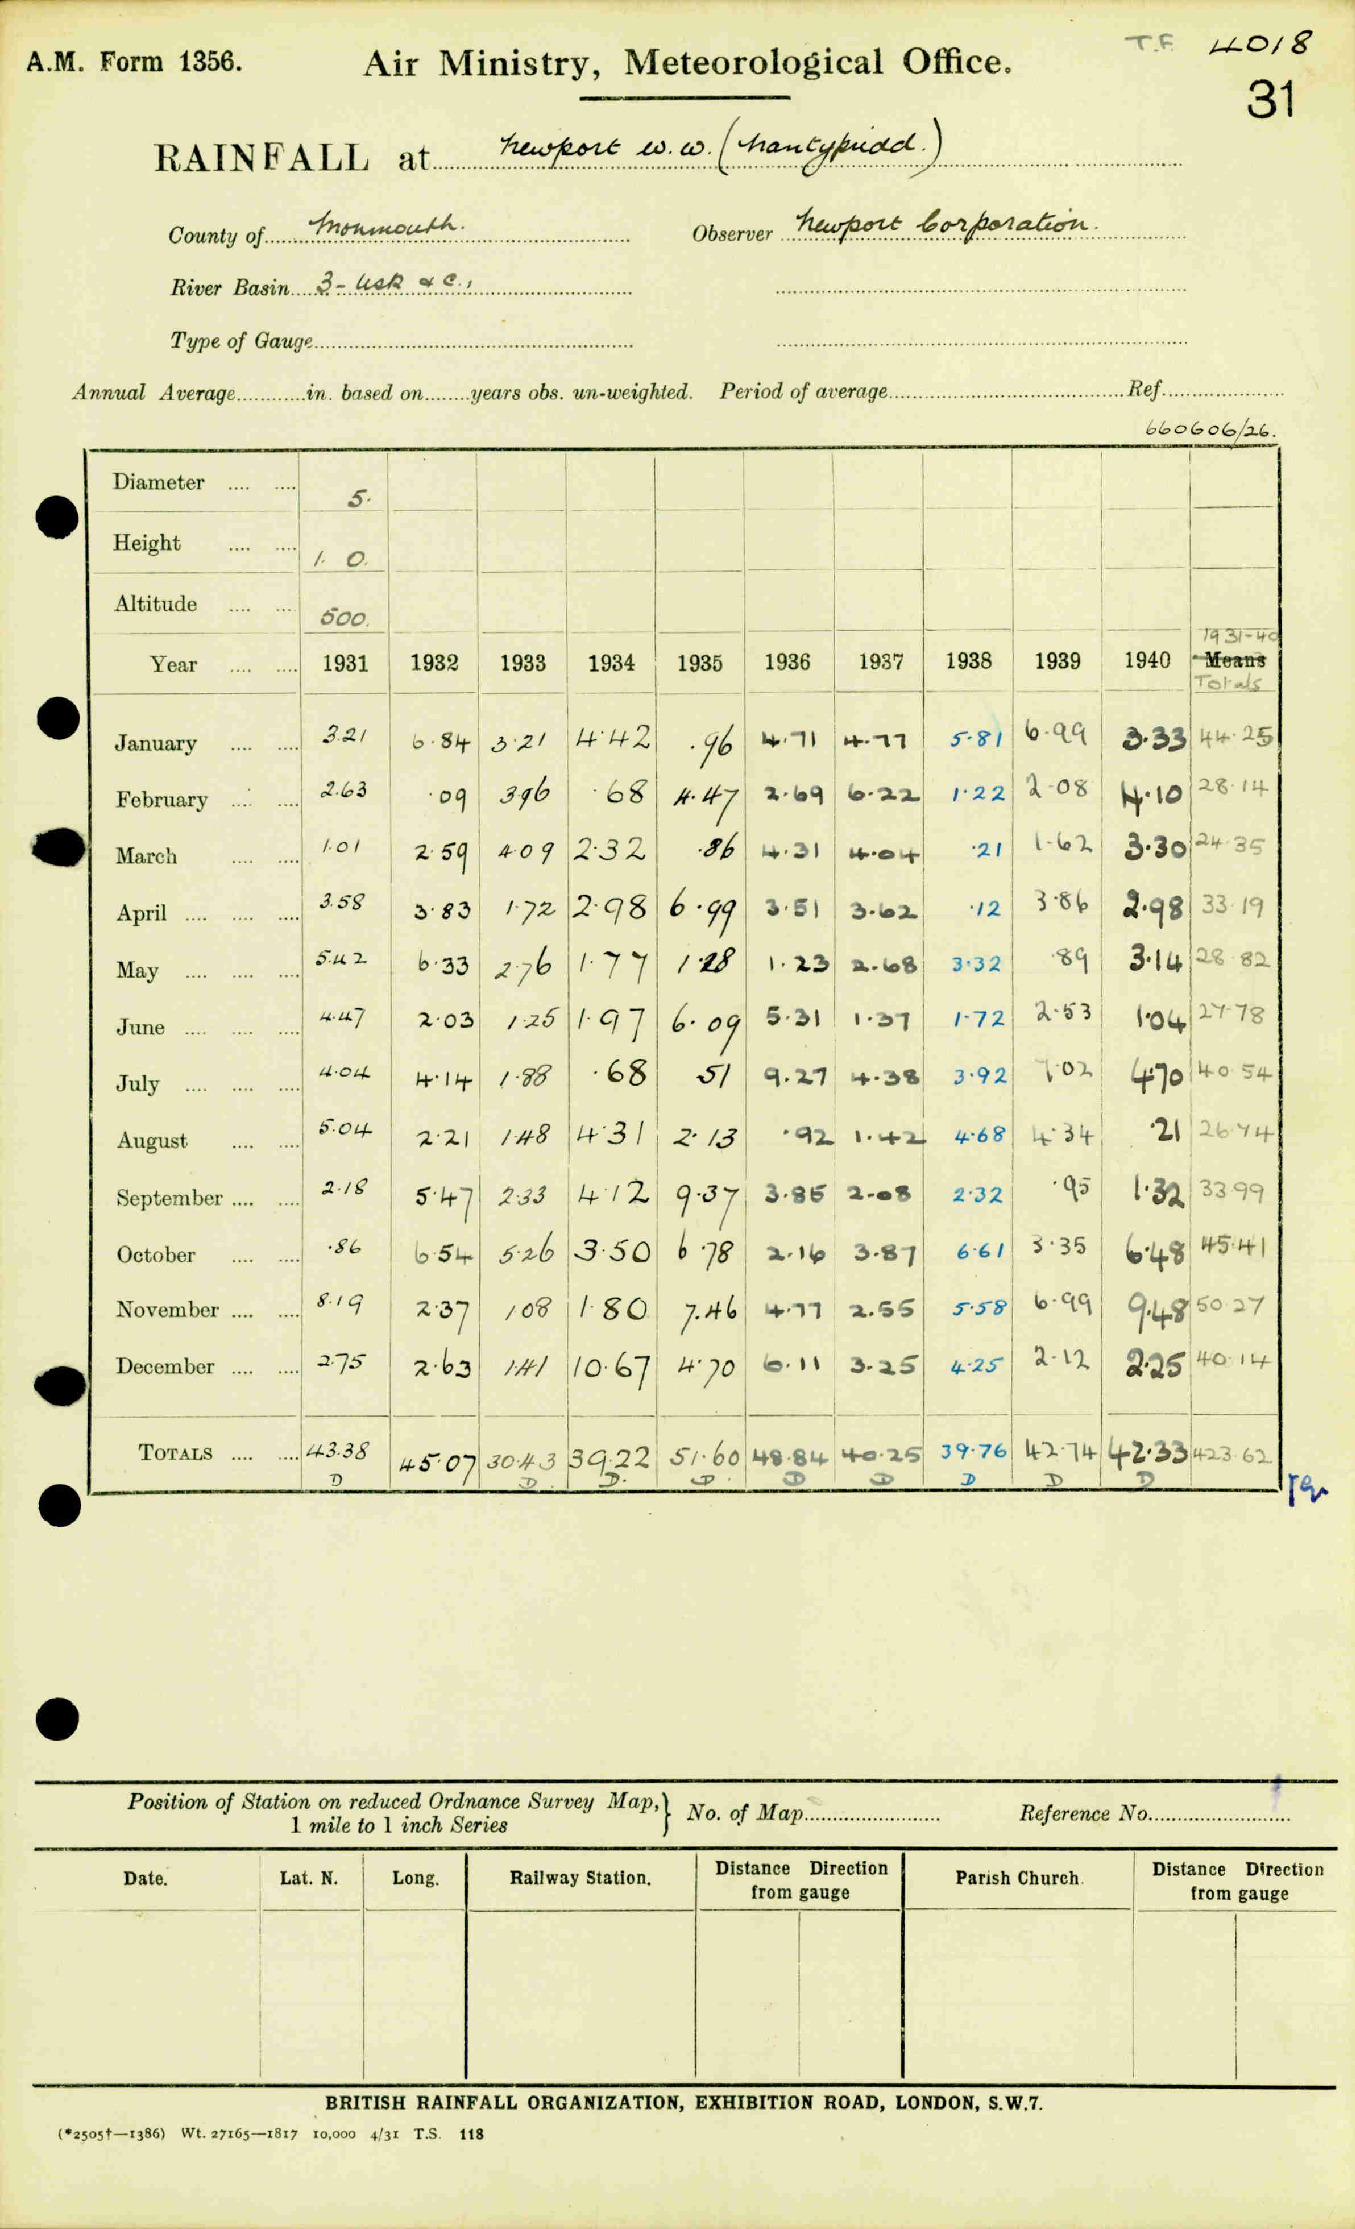 T.F. 4018
A.M. Form 1356. Air Ministry, Meteorological Office.
31
RAINFALL at Newport W.W. (Nantypridd.)
County of Monmouth. Observer Newport Corporation.
River Basin 3 - Usk & C.,
Type of Gauge
Annual Average in. based on years obs. un-weighted. Period of average Ref.
660606/26.
Diameter 5.
Height 1. 0.
Altitude 500.
1931-40
Year 1931 1932 1933 1934 1935 1936 1937 1938 1939 1940 Means
Totals
January 3.21 6.84 3.21 4.42 .96 4.71 4.77 5.81 6.99 3.33 44.25
February 2.63 .09 3.96 .68 4.47 2.69 6.22 1.22 2.08 4.10 28.14
March 1.01 2.59 4.09 2.32 .86 4.31 4.04 .21 1.62 3.30 24.35
April 3.58 3.83 1.72 2.98 6.99 3.51 3.62 .12 3.86 2.98 33.19
May 5.42 6.33 2.76 1.77 1.28 1.23 2.68 3.32 .89 3.14 28.82
June 4.47 2.03 1.25 1.97 6.09 5.31 1.37 1.72 2.53 1.04 27.78
July 4.04 4.14 1.88 .68 .51 9.27 4.38 3.92 7.02 4.70 40.54
August 5.04 2.21 1.48 4.31 2.13 .92 1.42 4.68 4.34 .21 26.74
September 2.18 5.47 2.33 4.12 9.37 3.85 2.08 2.32 .95 1.32 33.99
October .86 6.54 5.26 3.50 6.78 2.16 3.87 6.61 3.35 6.48 45.41
November 8.19 2.37 1.08 1.80 7.46 4.77 2.55 5.58 6.99 9.48 50.27
December 2.75 2.63 1.41 10.67 4.70 6.11 3.25 4.25 2.12 2.25 40.14
TOTALS 43.38 45.07 30.43 39.22 51.60 48.84 40.25 39.76 42.74 42.33 423.62
D D. D. D. D D D D D
Position of Station on reduced Ordnance Survey Map, 1 mile to 1 inch Series } No. of Map Reference No.
Date. Lat. N. Long. Railway Station. Distance Direction from gauge Parish Church. Distance Direction from gauge
BRITISH RAINFALL ORGANIZATION, EXHIBITION ROAD, LONDON, S.W.7.
(*2505†—1386) Wt. 27165—1817 10,000 4/31 T.S. 118